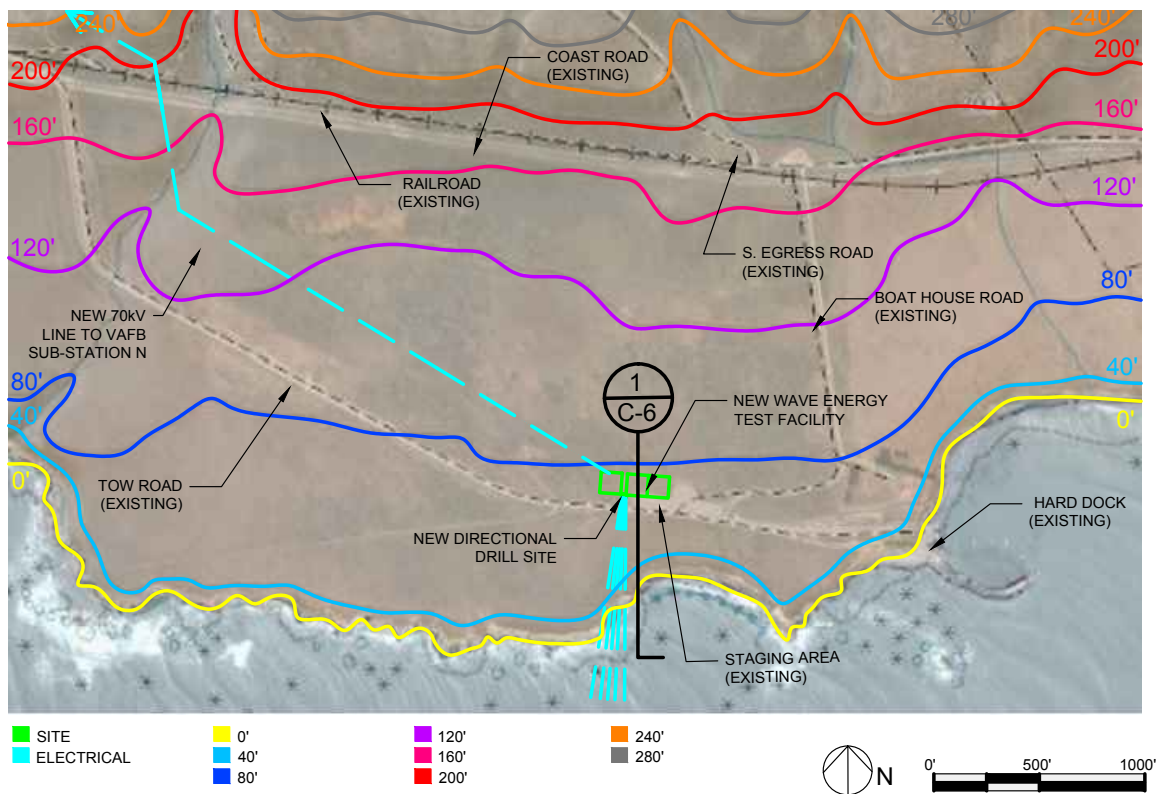 240'
280'
240'
200'
200'
COAST ROAD
(EXISTING)
160'
160'
RAILROAD
(EXISTING)
120'
120'
S. EGRESS ROAD
(EXISTING)
80'
BOAT HOUSE ROAD
(EXISTING)
NEW 70kV
LINE TO VAFB
SUB-STATION N
80'
40'
40'
1
C-6
NEW WAVE ENERGY
TEST FACILITY
0'
0'
TOW ROAD
(EXISTING)
HARD DOCK
(EXISTING)
NEW DIRECTIONAL
DRILL SITE
STAGING AREA
(EXISTING)
SITE
ELECTRICAL
0'
40'
80'
120'
160'
200'
240'
280'
N
0'
500'
1000'